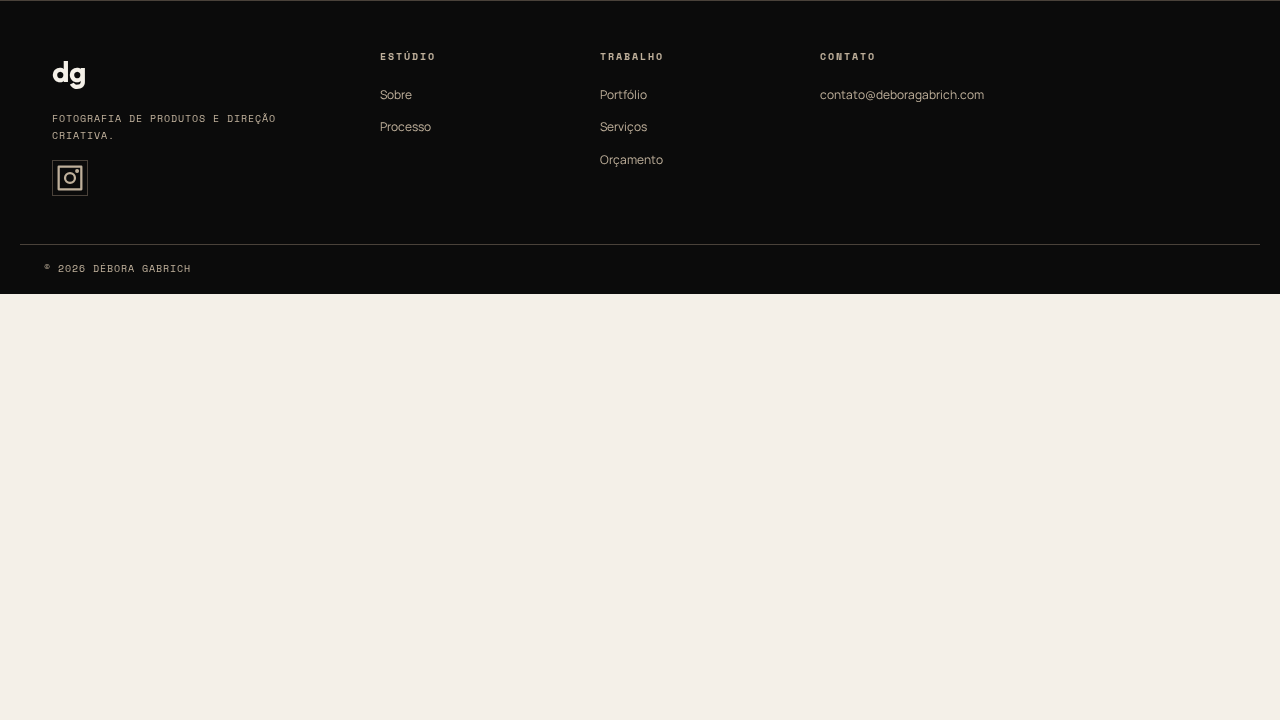 dg
FOTOGRAFIA DE PRODUTOS E DIREÇÃO
CRIATIVA.
ESTÚDIO
Sobre
Processo
TRABALHO
Portfólio
Serviços
Orçamento
CONTATO
contato@deboragabrich.com
© 2026 DÉBORA GABRICH